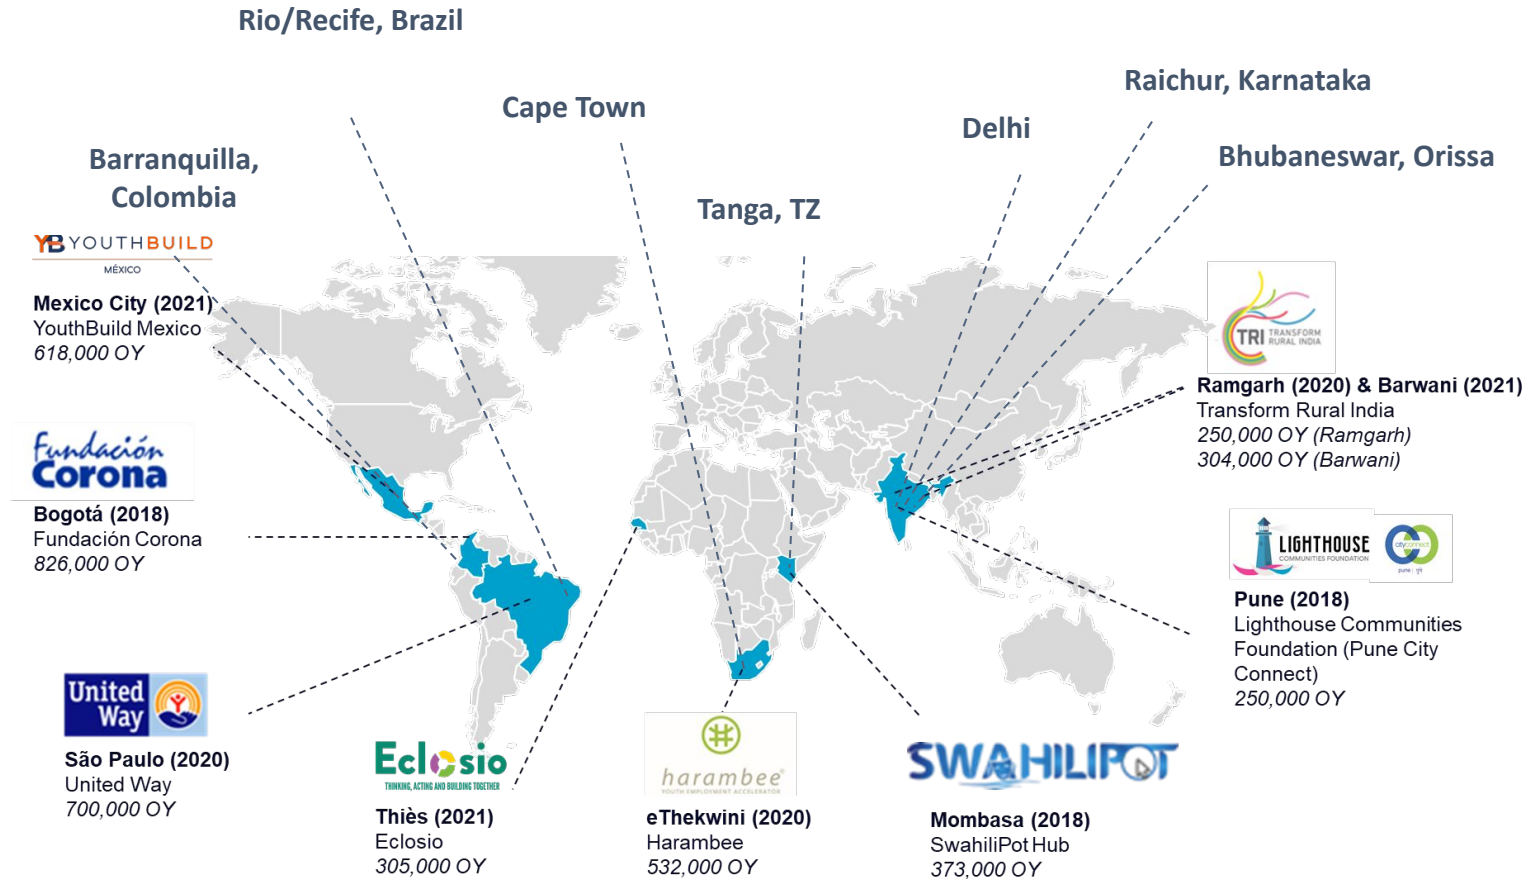 Rio/Recife, Brazil
Cape Town
Raichur, Karnataka
Delhi
Bhubaneswar, Orissa
Barranquilla,
Colombia
Tanga, TZ
YB YOUTHBUILD
MÉXICO
Mexico City (2021)
YouthBuild Mexico
618,000 OY
Fundación
Corona
Bogotá (2018)
Fundación Corona
826,000 OY
United
Way
São Paulo (2020)
United Way
700,000 OY
Eclosio
THINKING, ACTING AND BUILDING TOGETHER
Thiès (2021)
Eclosio
305,000 OY
harambee
YOUTH EMPLOYMENT ACCELERATOR
eThekwini (2020)
Harambee
532,000 OY
SWAHILIPOT
Mombasa (2018)
SwahiliPot Hub
373,000 OY
TRI TRANSFORM
RURAL INDIA
Ramgarh (2020) & Barwani (2021)
Transform Rural India
250,000 OY (Ramgarh)
304,000 OY (Barwani)
LIGHTHOUSE
COMMUNITIES FOUNDATION
cityconnect
pune
Pune (2018)
Lighthouse Communities
Foundation (Pune City
Connect)
250,000 OY